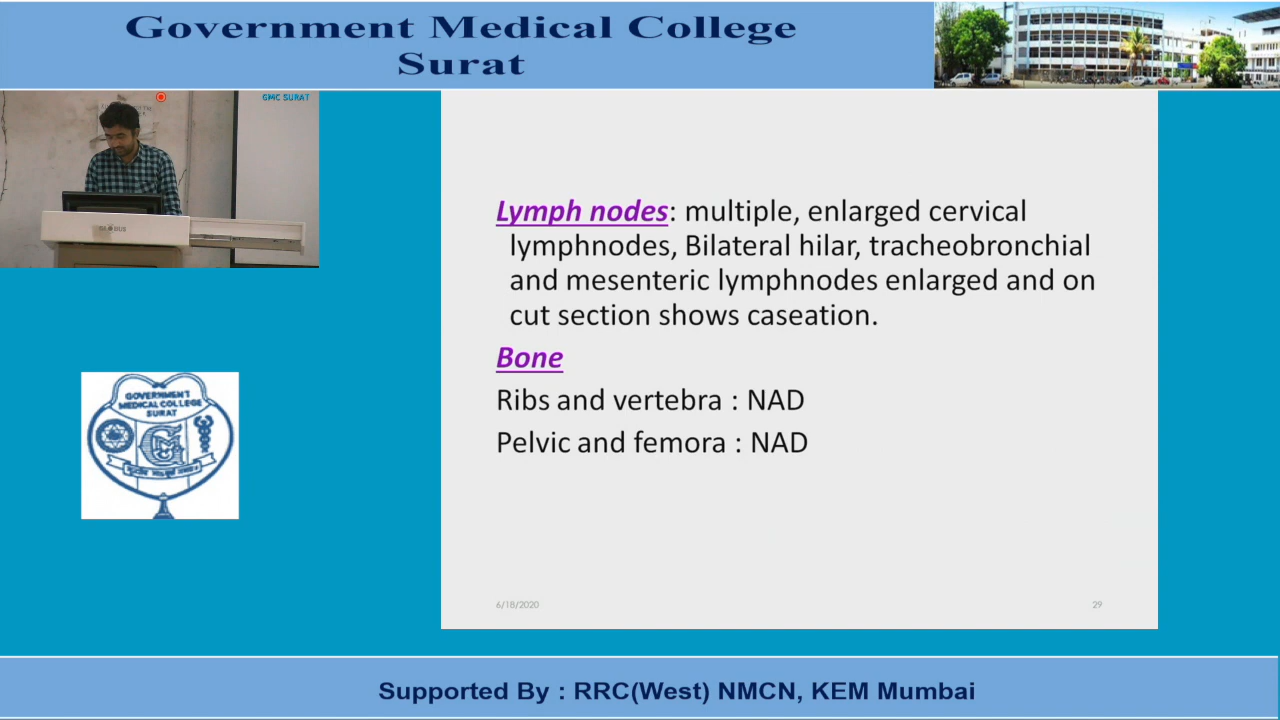 Government Medical College
Surat
GMC SURAT
Lymph nodes: multiple, enlarged cervical
lymphnodes, Bilateral hilar, tracheobronchial
and mesenteric lymphnodes enlarged and on
cut section shows caseation.
Bone
Ribs and vertebra : NAD
Pelvic and femora : NAD
6/18/2020
29
GOVERNMENT
MEDICAL COLLEGE
SURAT
Supported By : RRC(West) NMCN, KEM Mumbai